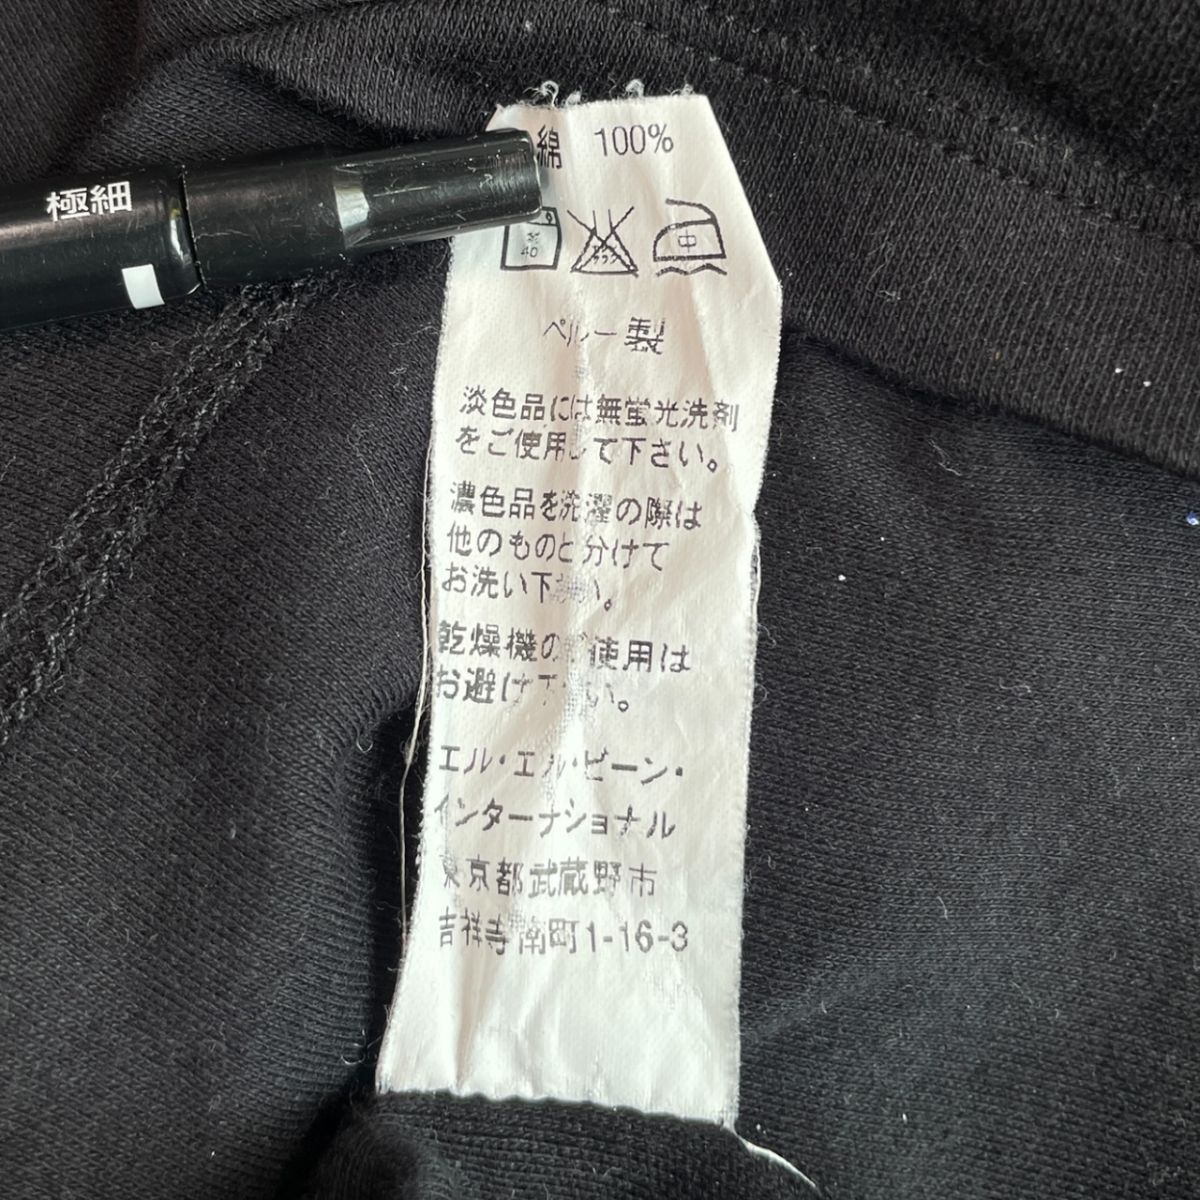 極細
綿 100%
40
中
ペルー製
淡色品には無蛍光洗剤
をご使用して下さい。
濃色品を洗濯の際は
他のものと分けて
お洗い下さい。
乾燥機のご使用は
お避け下さい。
エル・エル・ビーン・
インターナショナル
東京都武蔵野市
吉祥寺南町1-16-3